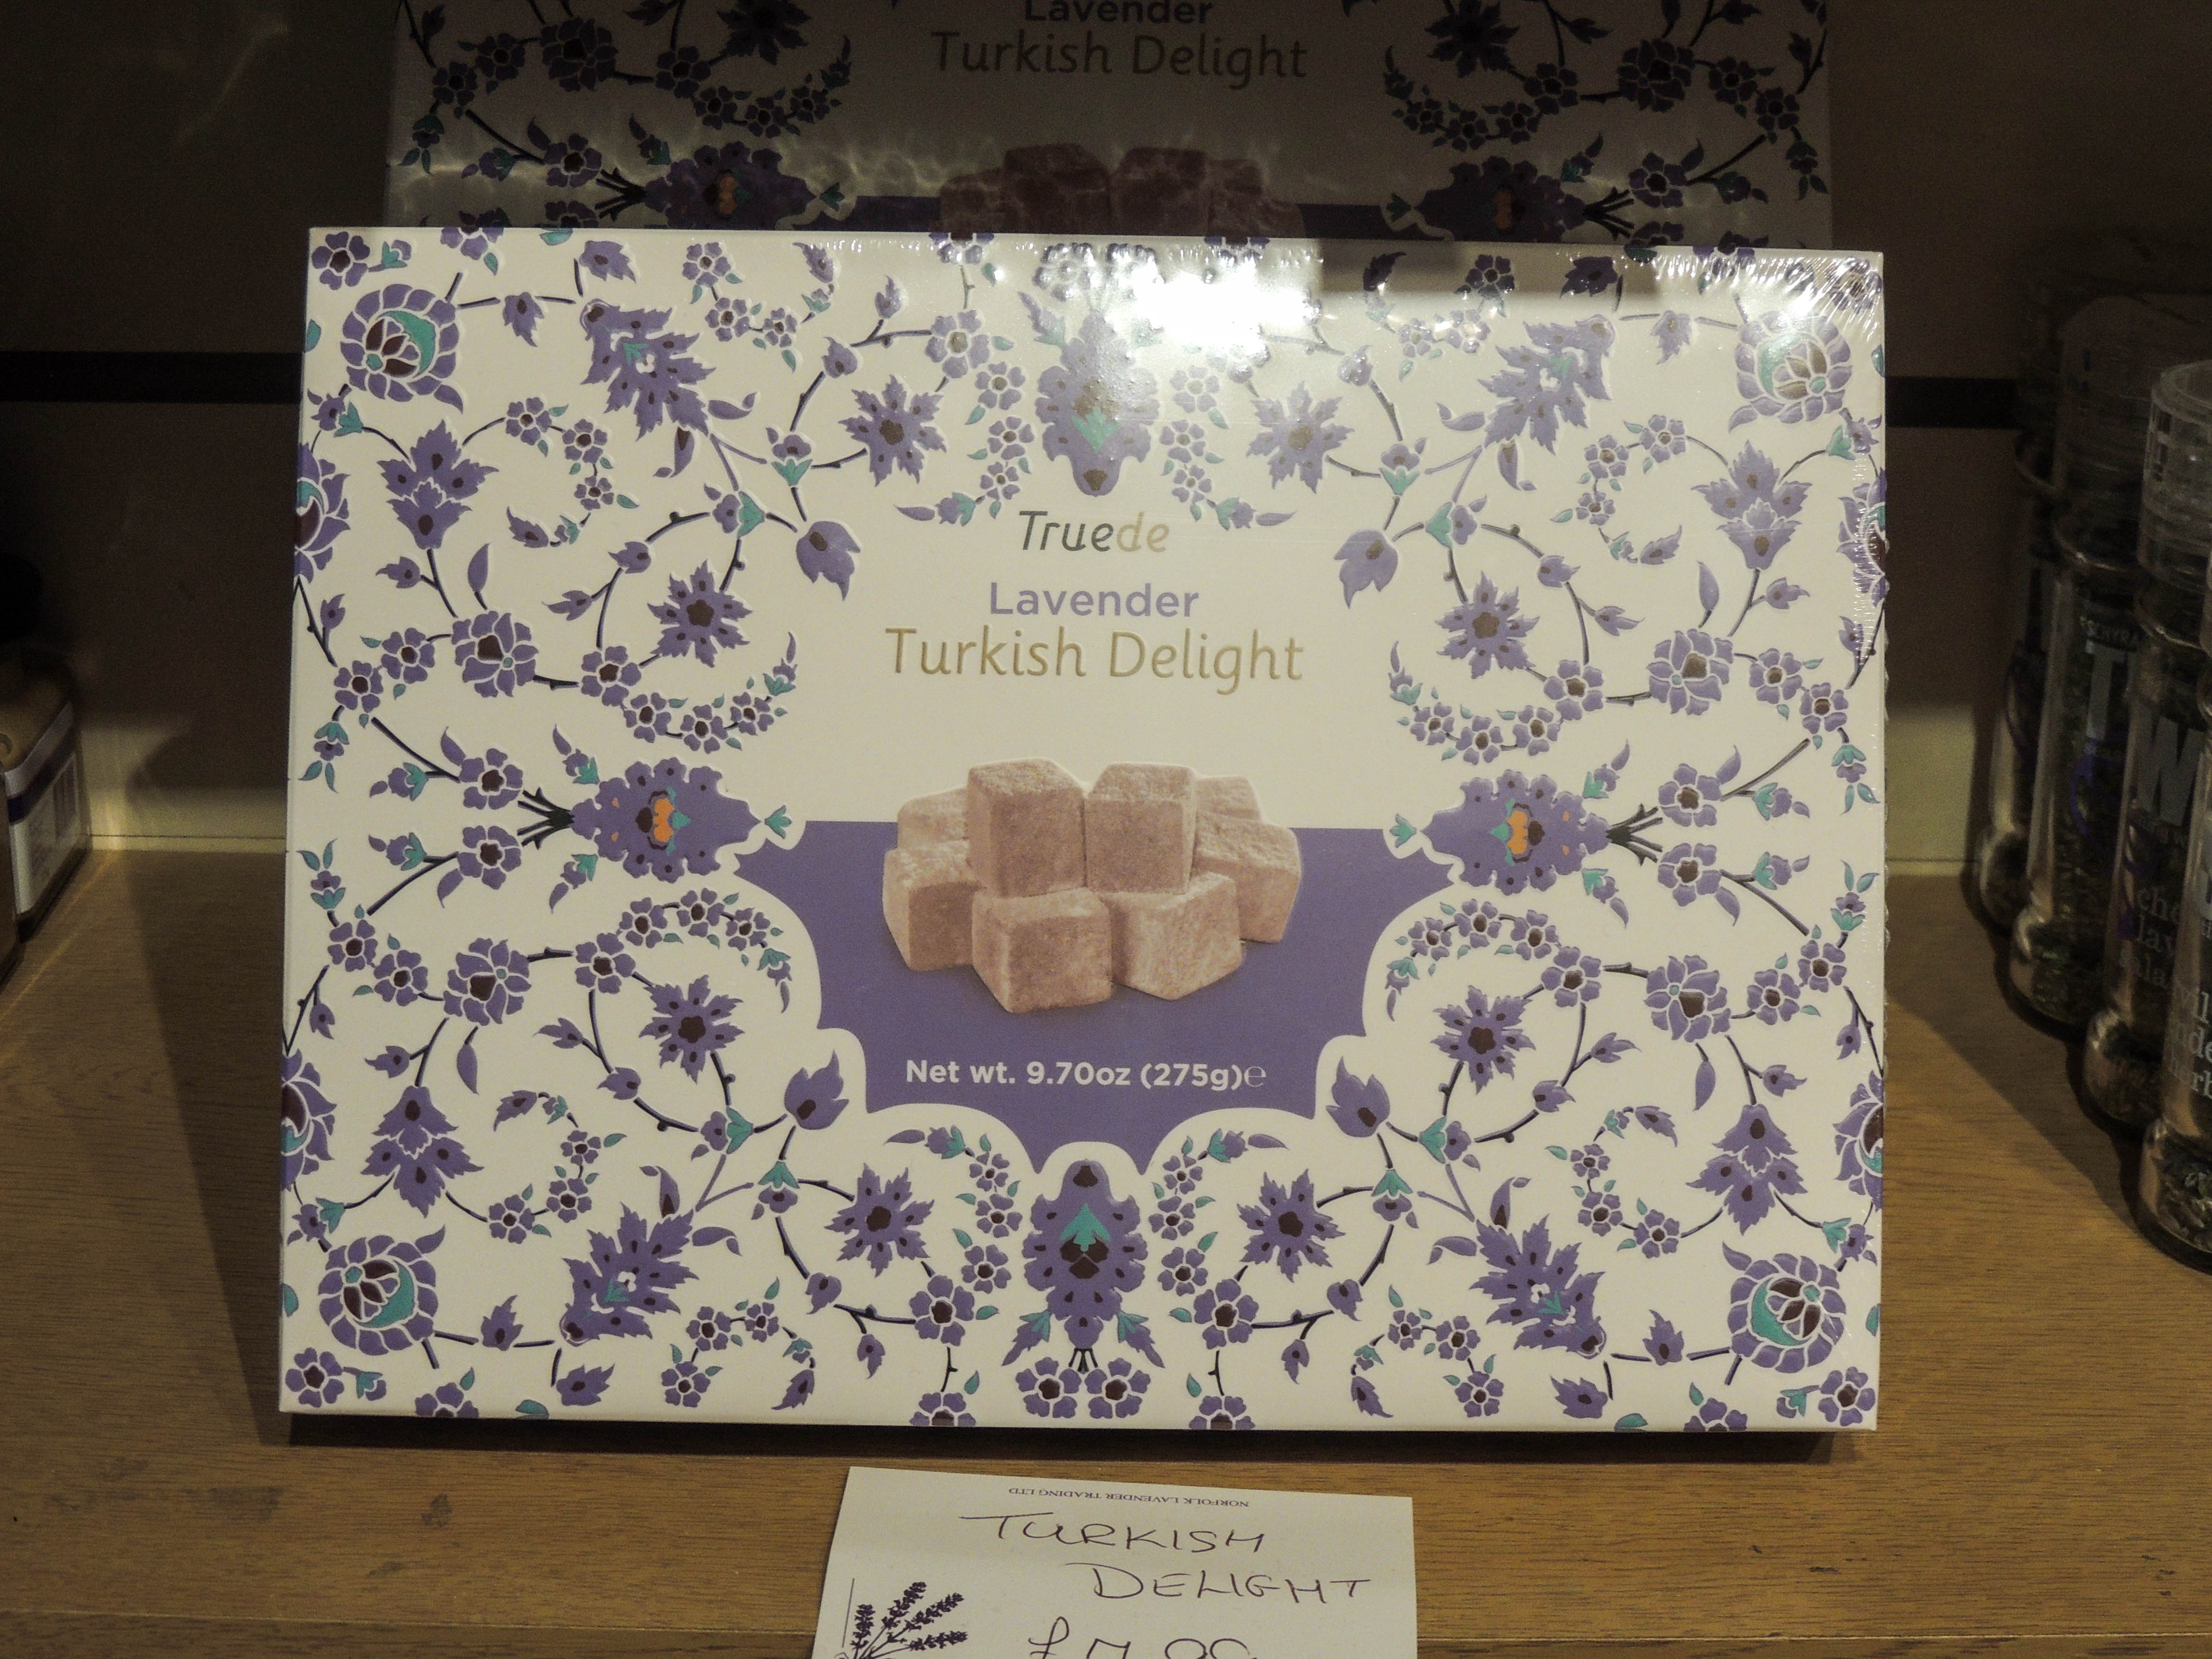 Lavender
Turkish Delight
Truede
Lavender
Turkish Delight
Net wt. 9.70oz (275g)℮
NORFOLK LAVENDER TRADING LTD
TURKISH
DELIGHT